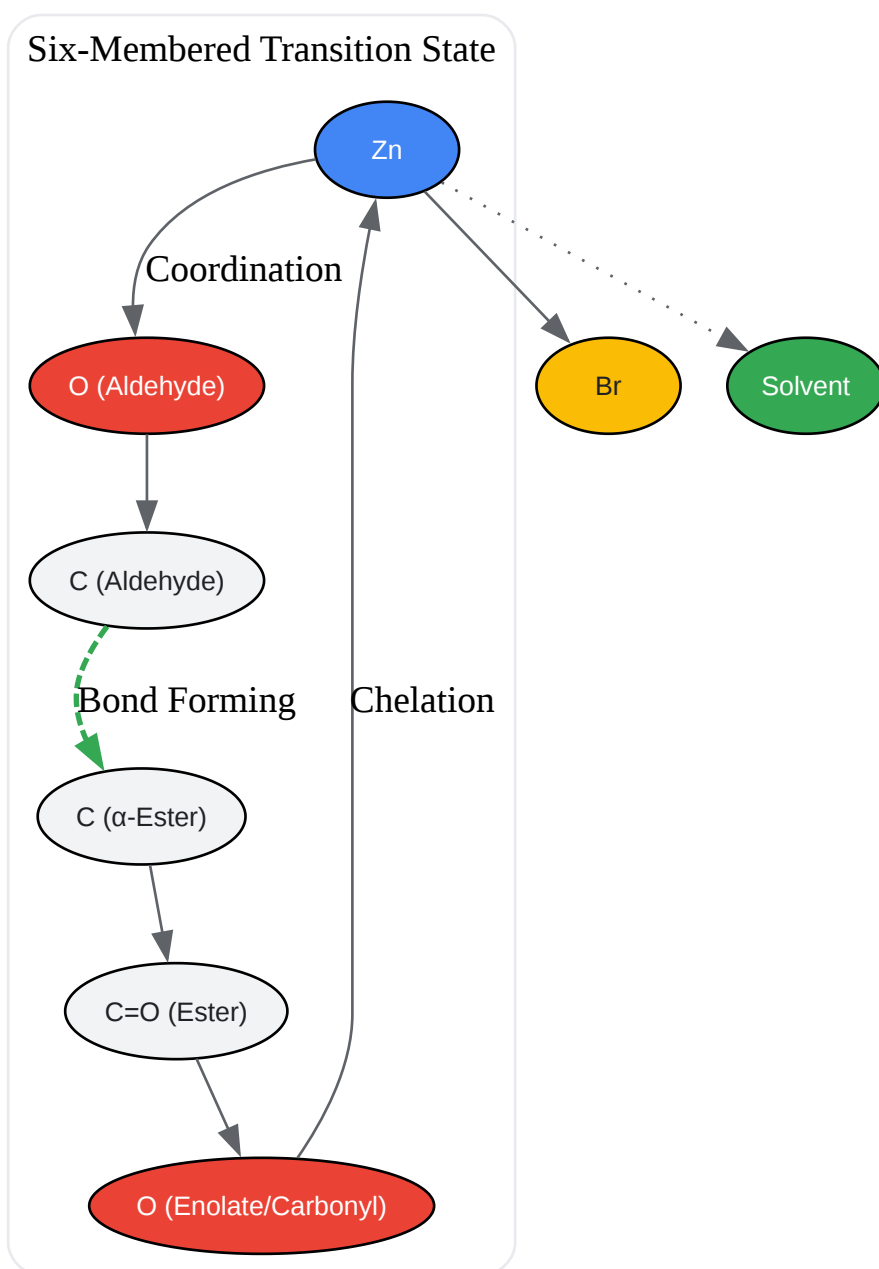 Six-Membered Transition State
Zn
Coordination
O (Aldehyde)
Br
Solvent
C (Aldehyde)
Bond Forming
Chelation
C (α-Ester)
C=O (Ester)
O (Enolate/Carbonyl)